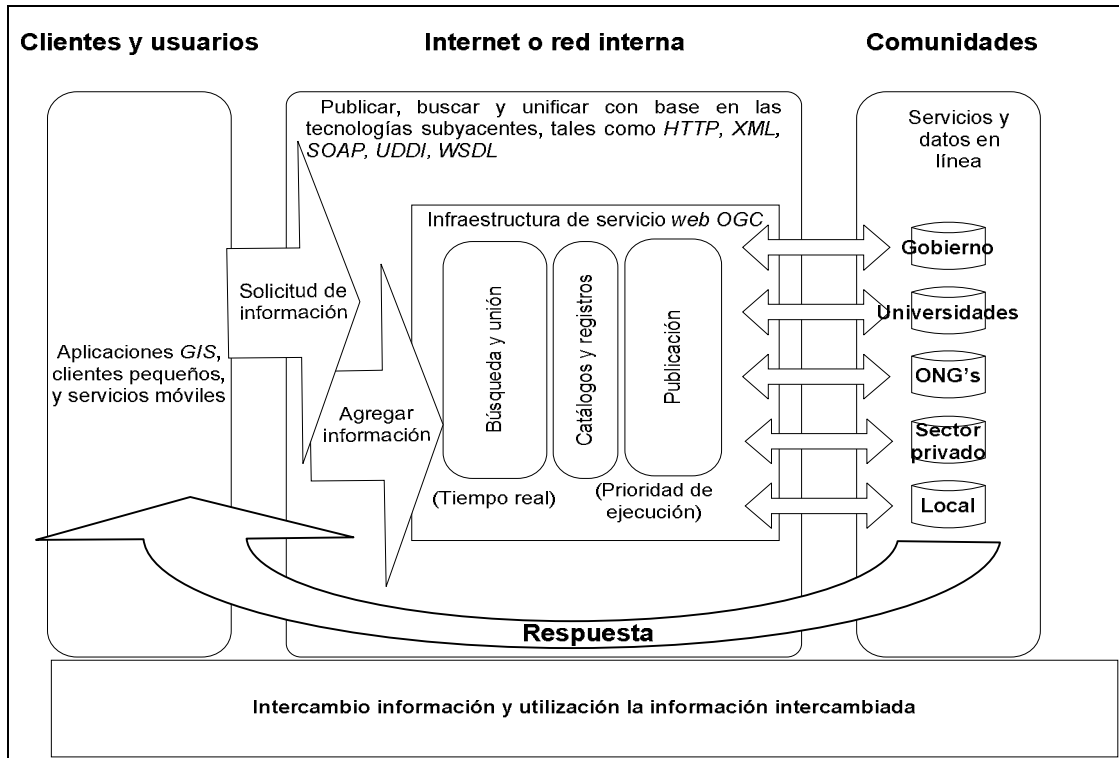 Clientes y usuarios
Internet o red interna
Comunidades
Publicar, buscar y unificar con base en las
tecnologías subyacentes, tales como HTTP, XML,
SOAP, UDDI, WSDL
Servicios y
datos en
línea
Infraestructura de servicio web OGC
Solicitud de
información
Aplicaciones GIS,
clientes pequeños,
y servicios móviles
Agregar
información
Búsqueda y unión
Catálogos y registros
Publicación
(Tiempo real)
(Prioridad de
ejecución)
Gobierno
Universidades
ONG's
Sector
privado
Local
Respuesta
Intercambio información y utilización la información intercambiada